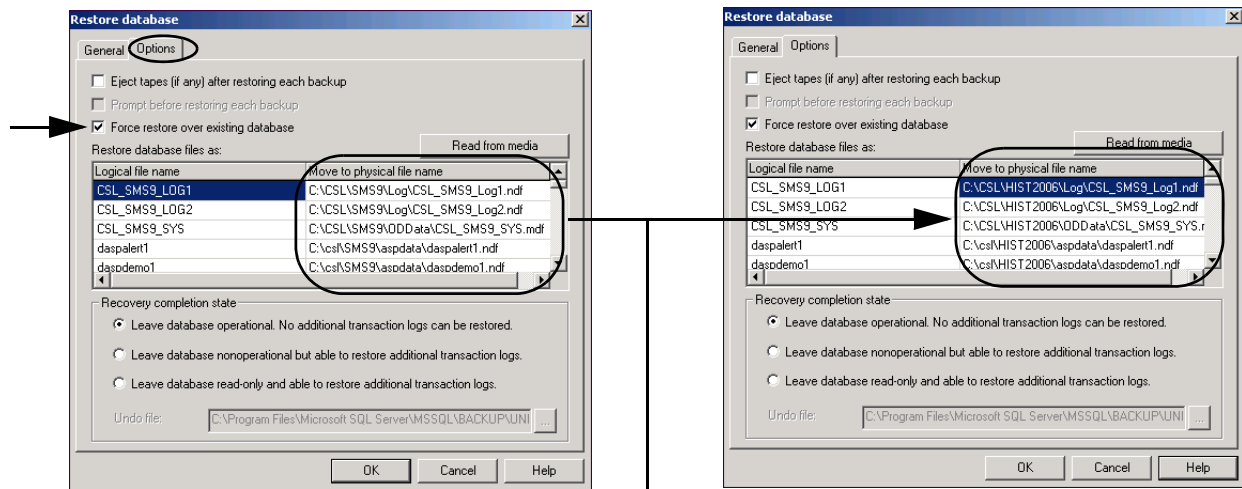 Restore database
General Options
Eject tapes (if any) after restoring each backup
Prompt before restoring each backup
Force restore over existing database
Restore database files as:
Read from media
Logical file name Move to physical file name
CSL_SMS9_LOG1 C:\CSL\SMS9\Log\CSL_SMS9_Log1.ndf
CSL_SMS9_LOG2 C:\CSL\SMS9\Log\CSL_SMS9_Log2.ndf
CSL_SMS9_SYS C:\CSL\SMS9\ODData\CSL_SMS9_SYS.mdf
daspalert1 C:\csl\SMS9\aspdata\daspalert1.ndf
daspdemo1 C:\csl\SMS9\aspdata\daspdemo1.ndf
Recovery completion state
Leave database operational. No additional transaction logs can be restored.
Leave database nonoperational but able to restore additional transaction logs.
Leave database read-only and able to restore additional transaction logs.
Undo file: C:\Program Files\Microsoft SQL Server\MSSQL\BACKUP\UNI ...
OK Cancel Help
Restore database
General Options
Eject tapes (if any) after restoring each backup
Prompt before restoring each backup
Force restore over existing database
Restore database files as:
Read from media
Logical file name Move to physical file name
CSL_SMS9_LOG1 C:\CSL\HIST2006\Log\CSL_SMS9_Log1.ndf
CSL_SMS9_LOG2 C:\CSL\HIST2006\Log\CSL_SMS9_Log2.ndf
CSL_SMS9_SYS C:\CSL\HIST2006\ODData\CSL_SMS9_SYS.r
daspalert1 C:\csl\HIST2006\aspdata\daspalert1.ndf
daspdemo1 C:\csl\HIST2006\aspdata\daspdemo1.ndf
Recovery completion state
Leave database operational. No additional transaction logs can be restored.
Leave database nonoperational but able to restore additional transaction logs.
Leave database read-only and able to restore additional transaction logs.
Undo file: C:\Program Files\Microsoft SQL Server\MSSQL\BACKUP\UNI ...
OK Cancel Help